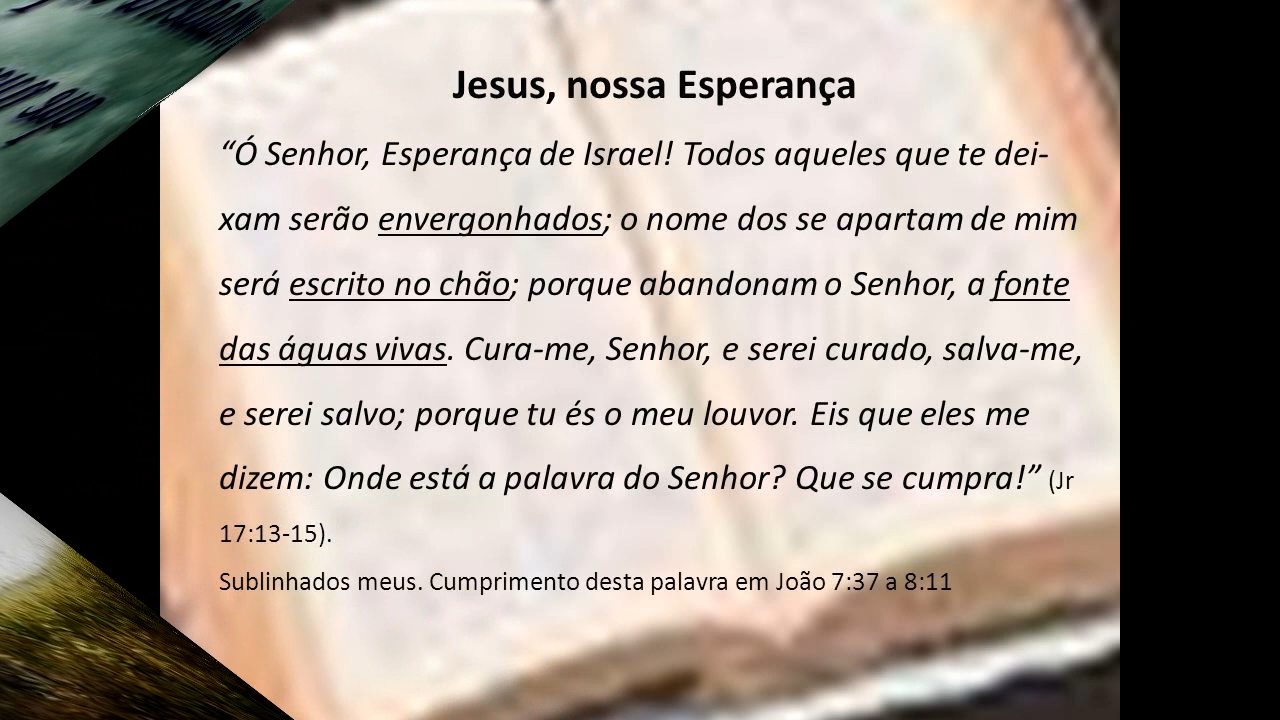 Jesus, nossa Esperança
“Ó Senhor, Esperança de Israel! Todos aqueles que te dei-
xam serão envergonhados; o nome dos se apartam de mim
será escrito no chão; porque abandonam o Senhor, a fonte
das águas vivas. Cura-me, Senhor, e serei curado, salva-me,
e serei salvo; porque tu és o meu louvor. Eis que eles me
dizem: Onde está a palavra do Senhor? Que se cumpra!” (Jr
17:13-15).
Sublinhados meus. Cumprimento desta palavra em João 7:37 a 8:11